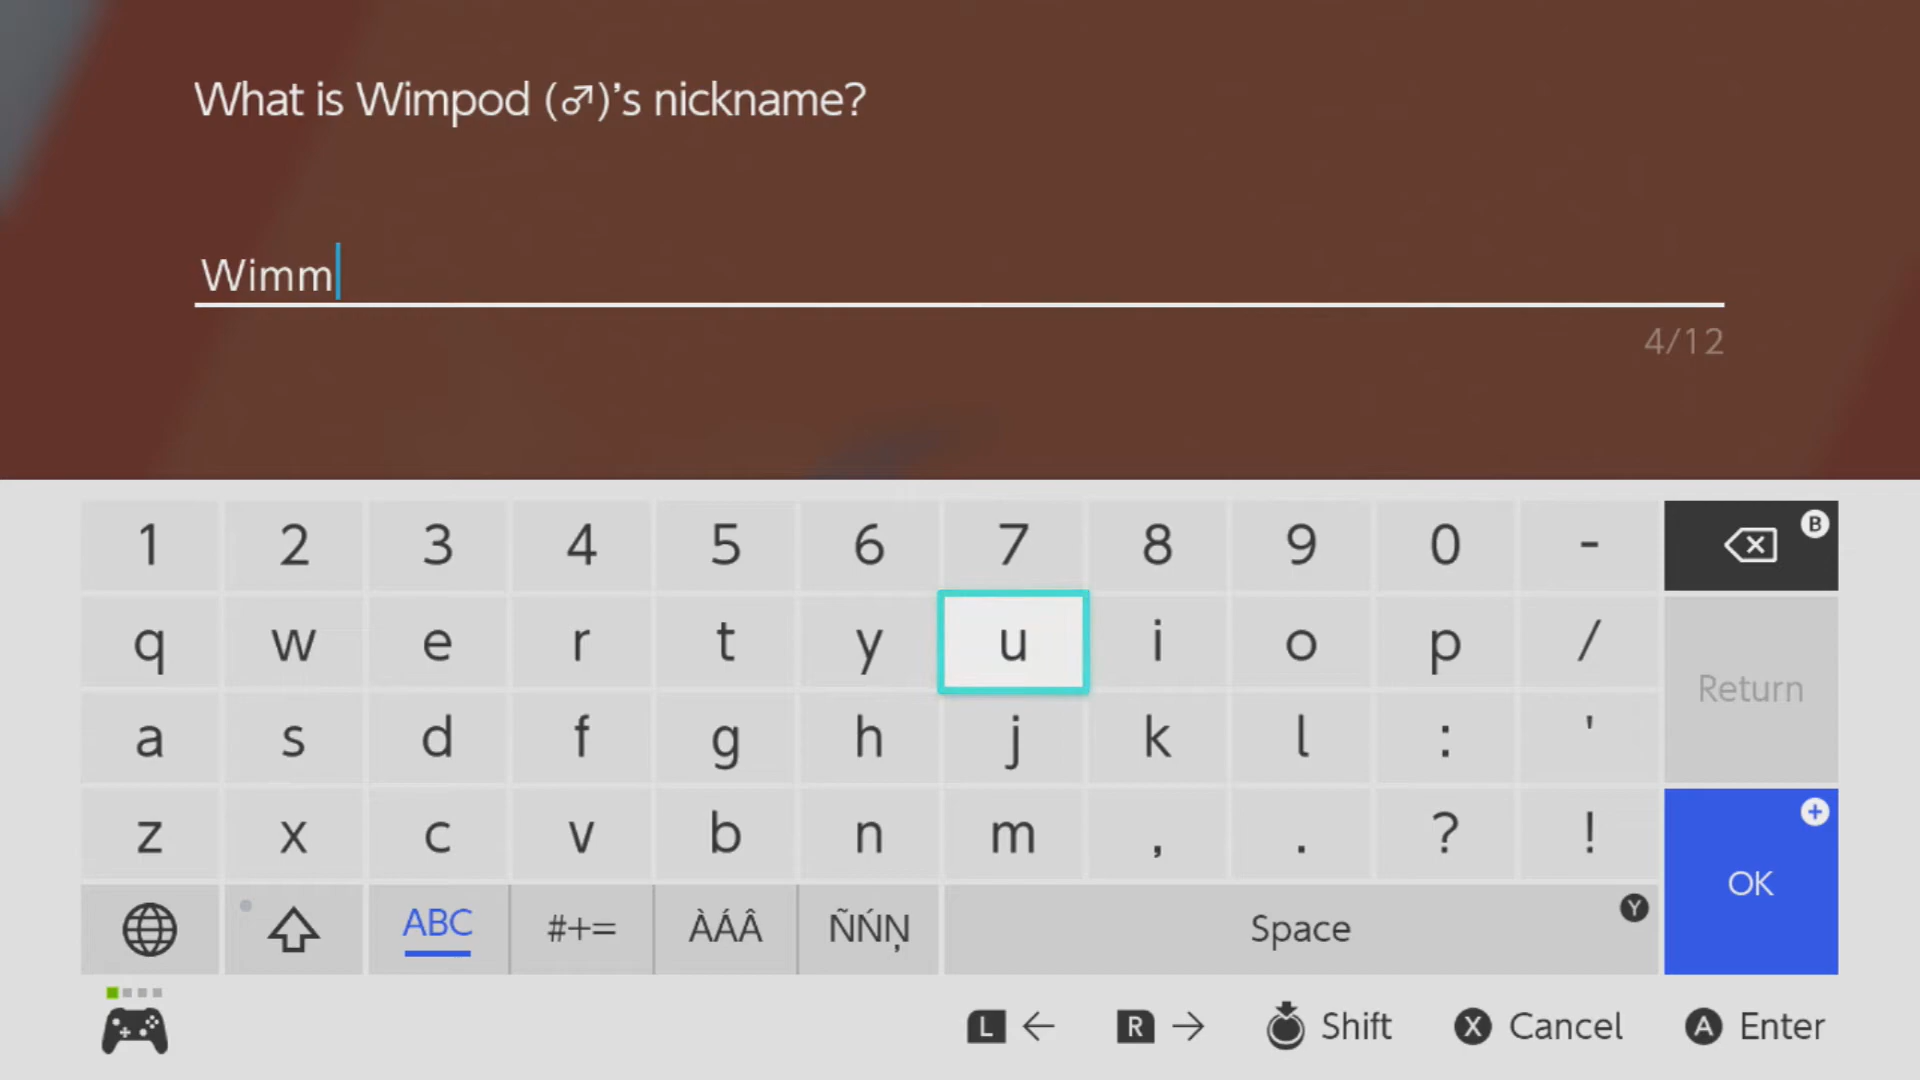 What is Wimpod (♂)'s nickname?
Wimm
4/12
1 2 3 4 5 6 7 8 9 0 - B
q w e r t y u i o p /
Return
a s d f g h j k l : '
z x c v b n m , . ? ! +
OK
ABC #+= ÀÁÂ ÑŃŅ Space Y
L ← R → Shift X Cancel A Enter